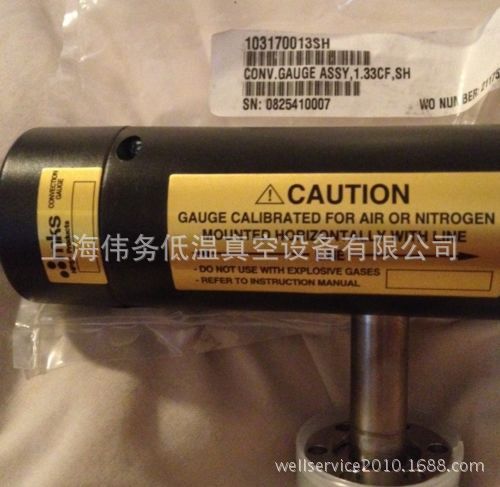 103170013SH
CONV.GAUGE ASSY,1.33CF,SH
SN: 0825410007
WO NUMBER:
CAUTION
GAUGE CALIBRATED FOR AIR OR NITROGEN
MOUNTED HORIZONTALLY WITH LINE
- DO NOT USE WITH EXPLOSIVE GASES
- REFER TO INSTRUCTION MANUAL
mks
CONVECTION
GAUGE
上海伟务低温真空设备有限公司
wellservice2010.1688.com